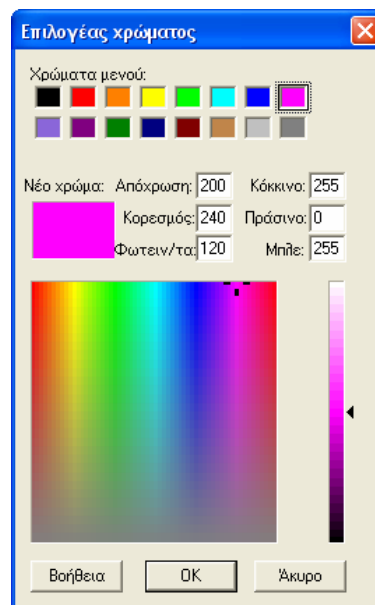 Επιλογέας χρώματος
Χρώματα μενού:
Νέο χρώμα: Απόχρωση: 200 Κόκκινο: 255
Κορεσμός: 240 Πράσινο: 0
Φωτειν/τα: 120 Μπλε: 255
Βοήθεια OK Άκυρο